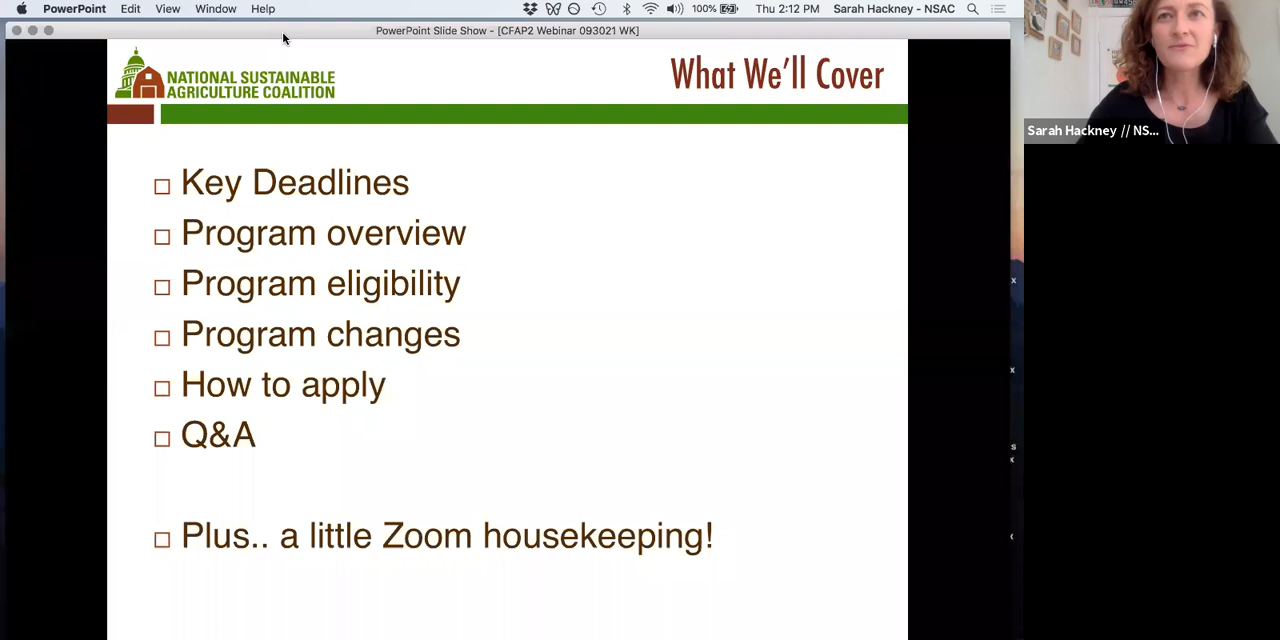 PowerPoint Edit View Window Help 100% Thu 2:12 PM Sarah Hackney - NSAC
PowerPoint Slide Show - [CFAP2 Webinar 093021 WK]
NATIONAL SUSTAINABLE
AGRICULTURE COALITION
What We'll Cover
Sarah Hackney // NS...
Key Deadlines
Program overview
Program eligibility
x
Program changes
x
How to apply
Q&A
s
x
Plus.. a little Zoom housekeeping!
x